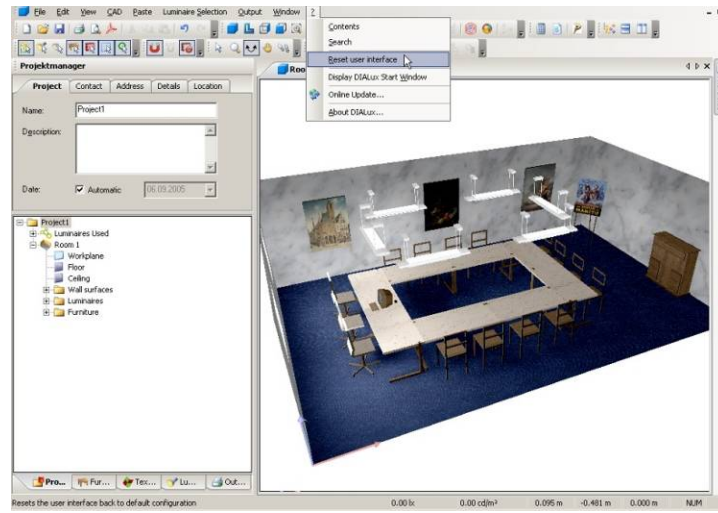 File Edit View CAD Paste Luminaire Selection Output Window ?
Contents
Search
Reset user interface
Display DIALux Start Window
Online Update...
About DIALux...
Projektmanager
Project Contact Address Details Location
Name: Project1
Description:
Date: Automatic 06.09.2005
Project1
Luminaires Used
Room 1
Workplane
Floor
Ceiling
Wall surfaces
Luminaires
Furniture
Roo
Pro... Fur... Tex... Lu... Out...
Resets the user interface back to default configuration 0.00 lx 0.00 cd/m² 0.095 m -0.481 m 0.000 m NUM